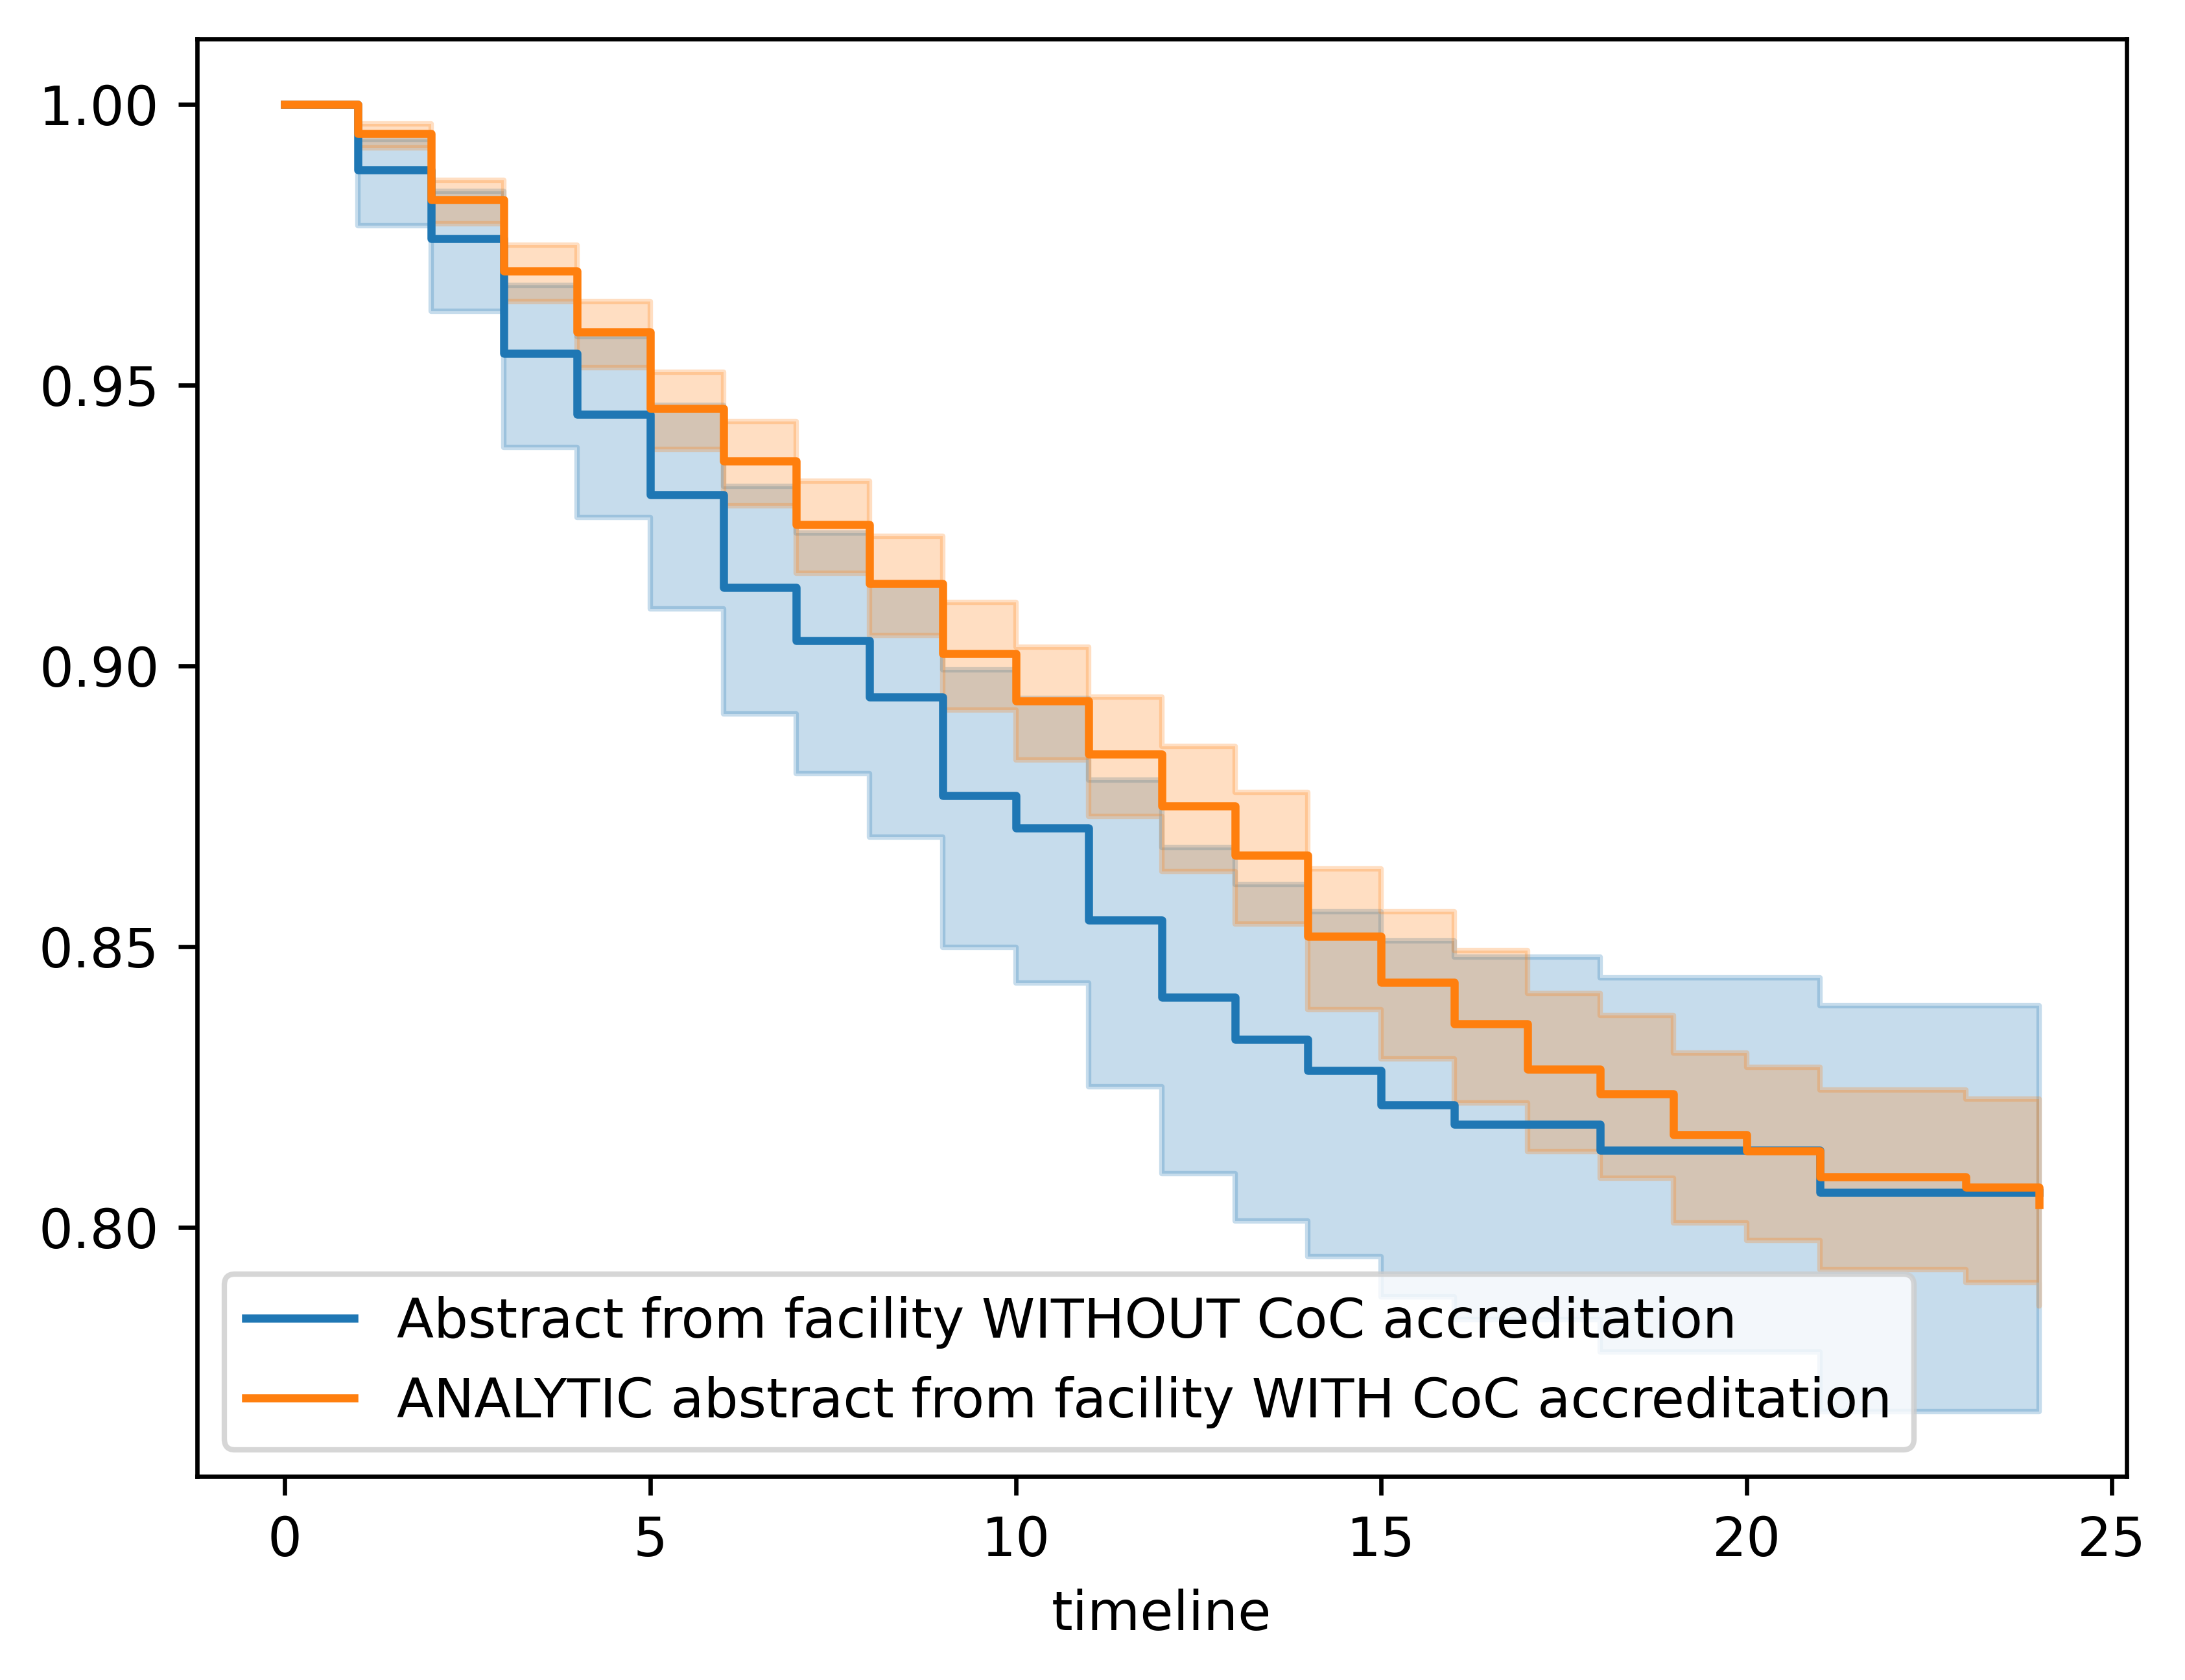 1.00
0.95
0.90
0.85
0.80
Abstract from facility WITHOUT CoC accreditation
ANALYTIC abstract from facility WITH CoC accreditation
0 5 10 15 20 25
timeline